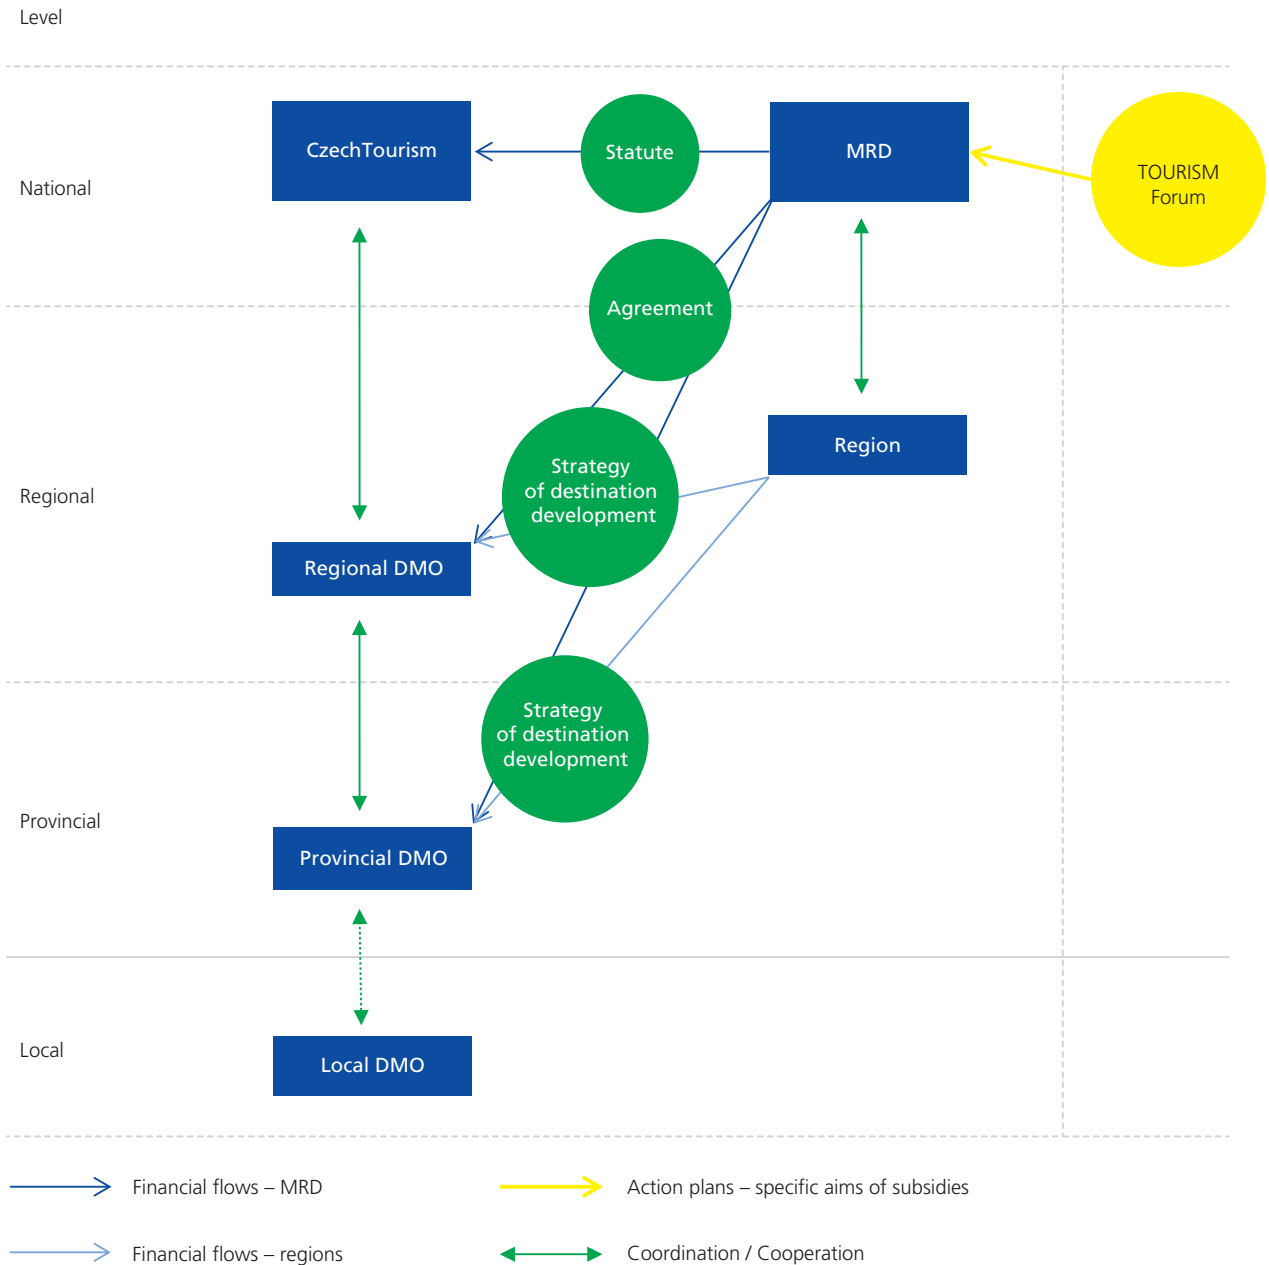 Level
National
CzechTourism
Statute
MRD
TOURISM
Forum
Agreement
Regional
Region
Strategy
of destination
development
Regional DMO
Strategy
of destination
development
Provincial
Provincial DMO
Local
Local DMO
Financial flows – MRD
Action plans – specific aims of subsidies
Financial flows – regions
Coordination / Cooperation